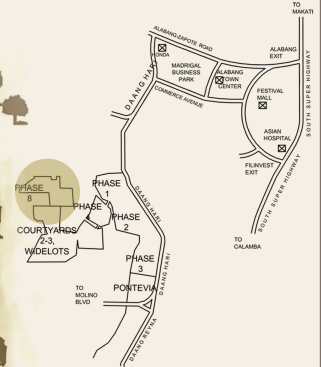 TO
MAKATI
ALABANG-ZAPOTE ROAD
HONDA
MADRIGAL
BUSINESS
PARK
ALABANG
TOWN
CENTER
ALABANG
EXIT
SOUTH SUPER HIGHWAY
DAANG HARI
COMMERCE AVENUE
FESTIVAL
MALL
ASIAN
HOSPITAL
FILINVEST
EXIT
SOUTH SUPER HIGHWAY
TO
CALAMBA
PHASE
8
PHASE
1
PHASE
PHASE
2
COURTYARDS
2-3,
WIDELOTS
DAANG HARI
PHASE
3
PONTEVIA
DAANG HARI
TO
MOLINO
BLVD
DAANG REYNA